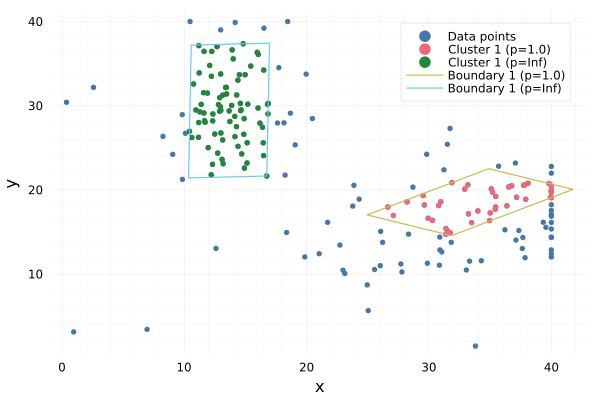 40
30
20
10
y
0
10
20
30
40
x
Data points
Cluster 1 (p=1.0)
Cluster 1 (p=Inf)
Boundary 1 (p=1.0)
Boundary 1 (p=Inf)